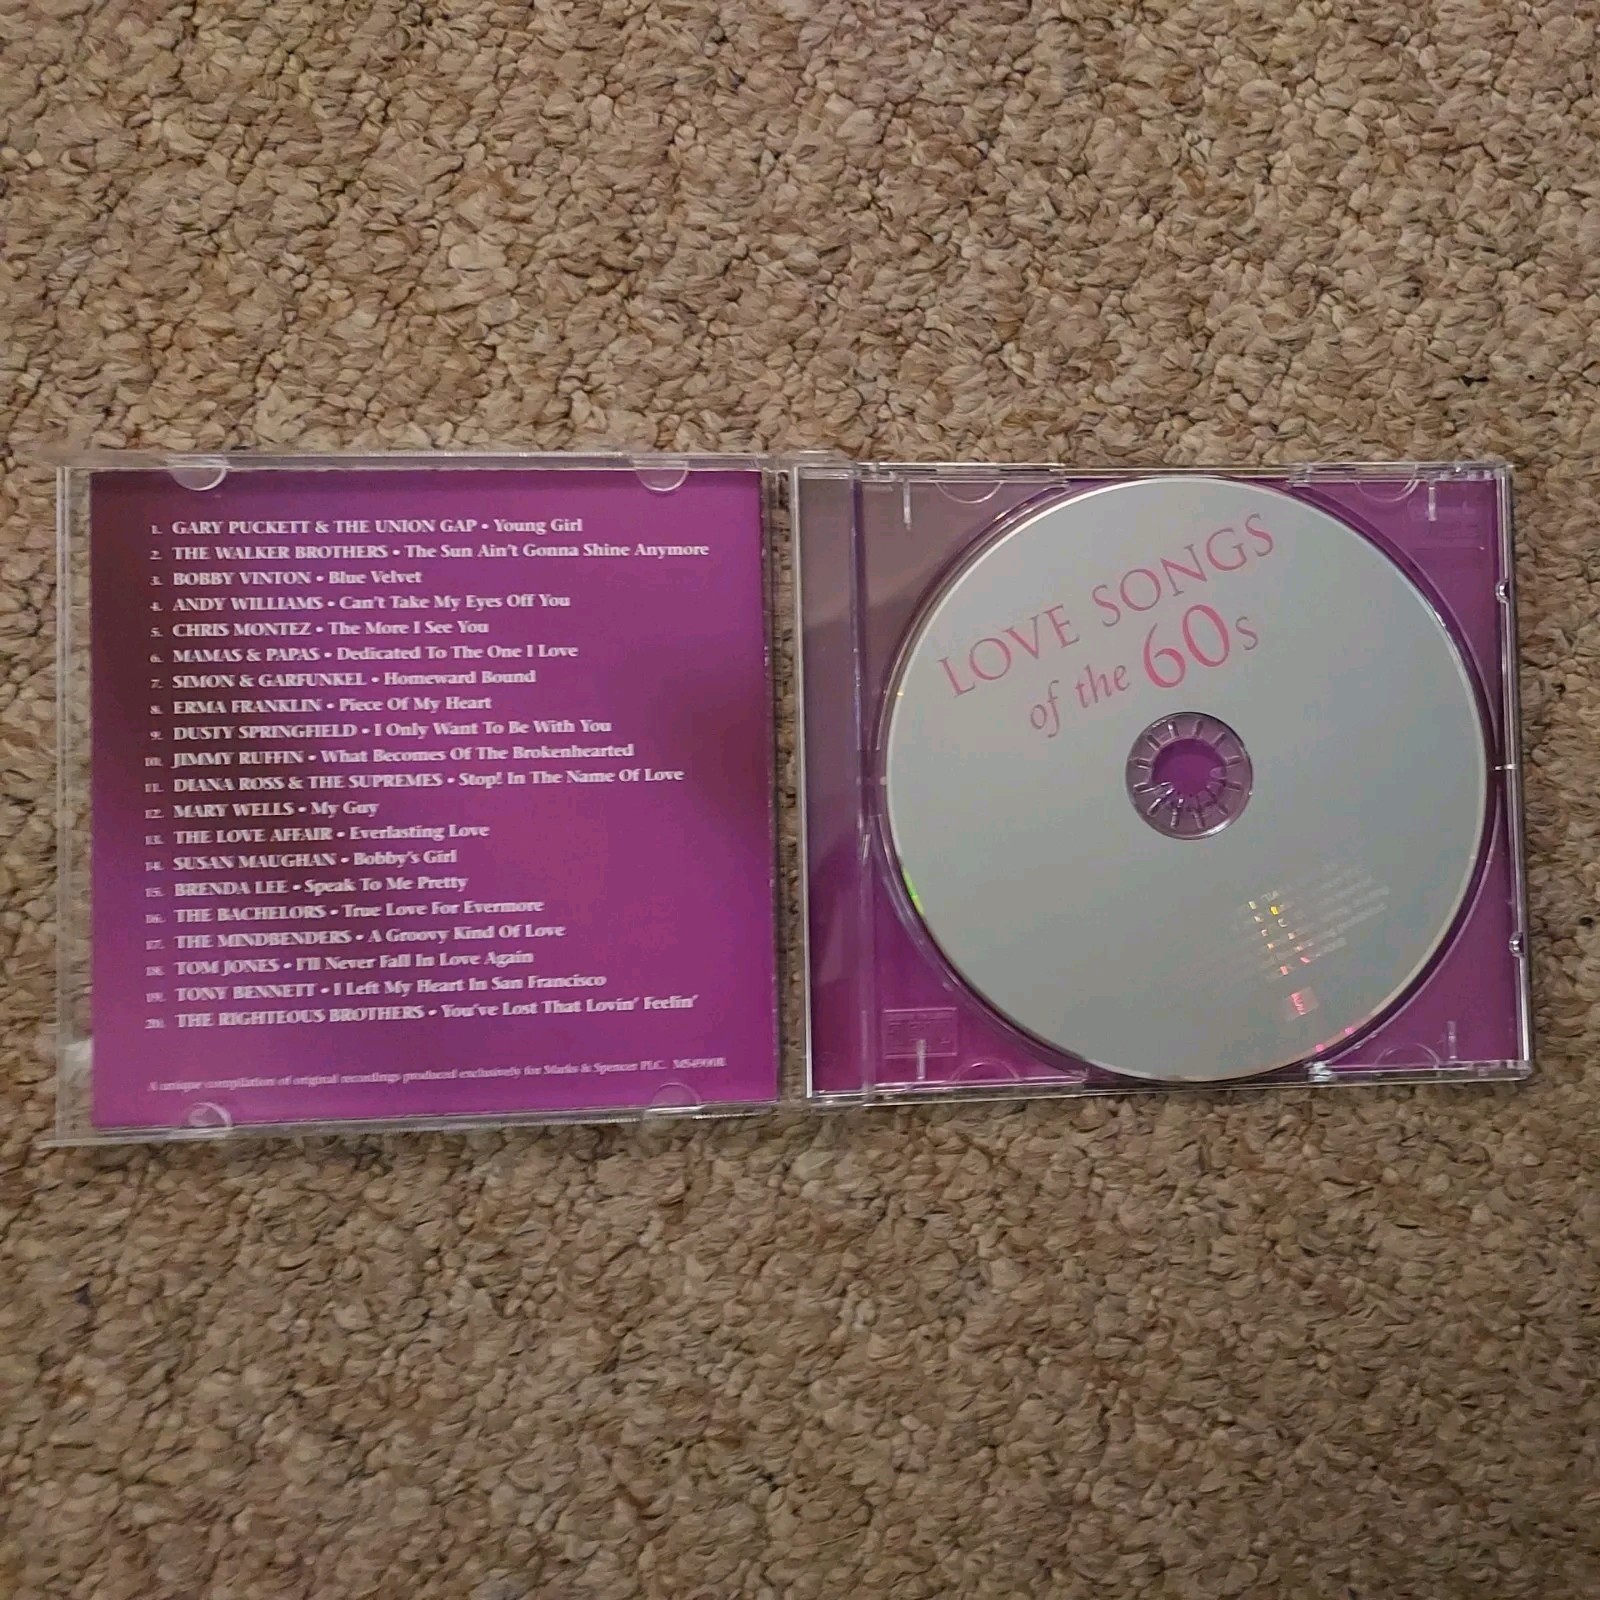 1. GARY PUCKETT & THE UNION GAP • Young Girl
2. THE WALKER BROTHERS • The Sun Ain't Gonna Shine Anymore
3. BOBBY VINTON • Blue Velvet
4. ANDY WILLIAMS • Can't Take My Eyes Off You
5. CHRIS MONTEZ • The More I See You
6. MAMAS & PAPAS • Dedicated To The One I Love
7. SIMON & GARFUNKEL • Homeward Bound
8. ERMA FRANKLIN • Piece Of My Heart
9. DUSTY SPRINGFIELD • I Only Want To Be With You
10. JIMMY RUFFIN • What Becomes Of The Brokenhearted
11. DIANA ROSS & THE SUPREMES • Stop! In The Name Of Love
12. MARY WELLS • My Guy
13. THE LOVE AFFAIR • Everlasting Love
14. SUSAN MAUGHAN • Bobby's Girl
15. BRENDA LEE • Speak To Me Pretty
16. THE BACHELORS • True Love For Evermore
17. THE MINDBENDERS • A Groovy Kind Of Love
18. TOM JONES • I'll Never Fall In Love Again
19. TONY BENNETT • I Left My Heart In San Francisco
20. THE RIGHTEOUS BROTHERS • You've Lost That Lovin' Feelin'
A unique compilation of original recordings produced exclusively for Marks & Spencer PLC.
LOVE SONGS
of the 60s